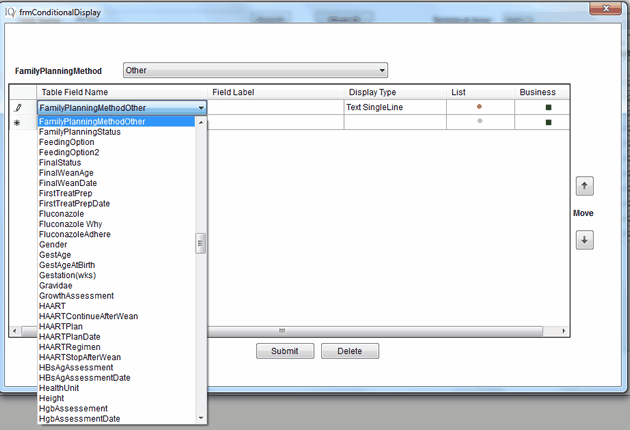 IQ frmConditionalDisplay
FamilyPlanningMethod Other
Table Field Name Field Label Display Type List Business
FamilyPlanningMethodOther Text SingleLine
FamilyPlanningMethodOther
FamilyPlanningStatus
FeedingOption
FeedingOption2
FinalStatus
FinalWeanAge
FinalWeanDate
FirstTreatPrep
FirstTreatPrepDate
Fluconazole
Fluconazole Why
FluconazoleAdhere
Gender
GestAge
GestAgeAtBirth
Gestation(wks)
Gravidae
GrowthAssessment
HAART
HAARTContinueAfterWean
HAARTPlan
HAARTPlanDate
HAARTRegimen
HAARTStopAfterWean
HBsAgAssessment
HBsAgAssessmentDate
HealthUnit
Height
HgbAssessement
HgbAssessmentDate
Move
Submit Delete